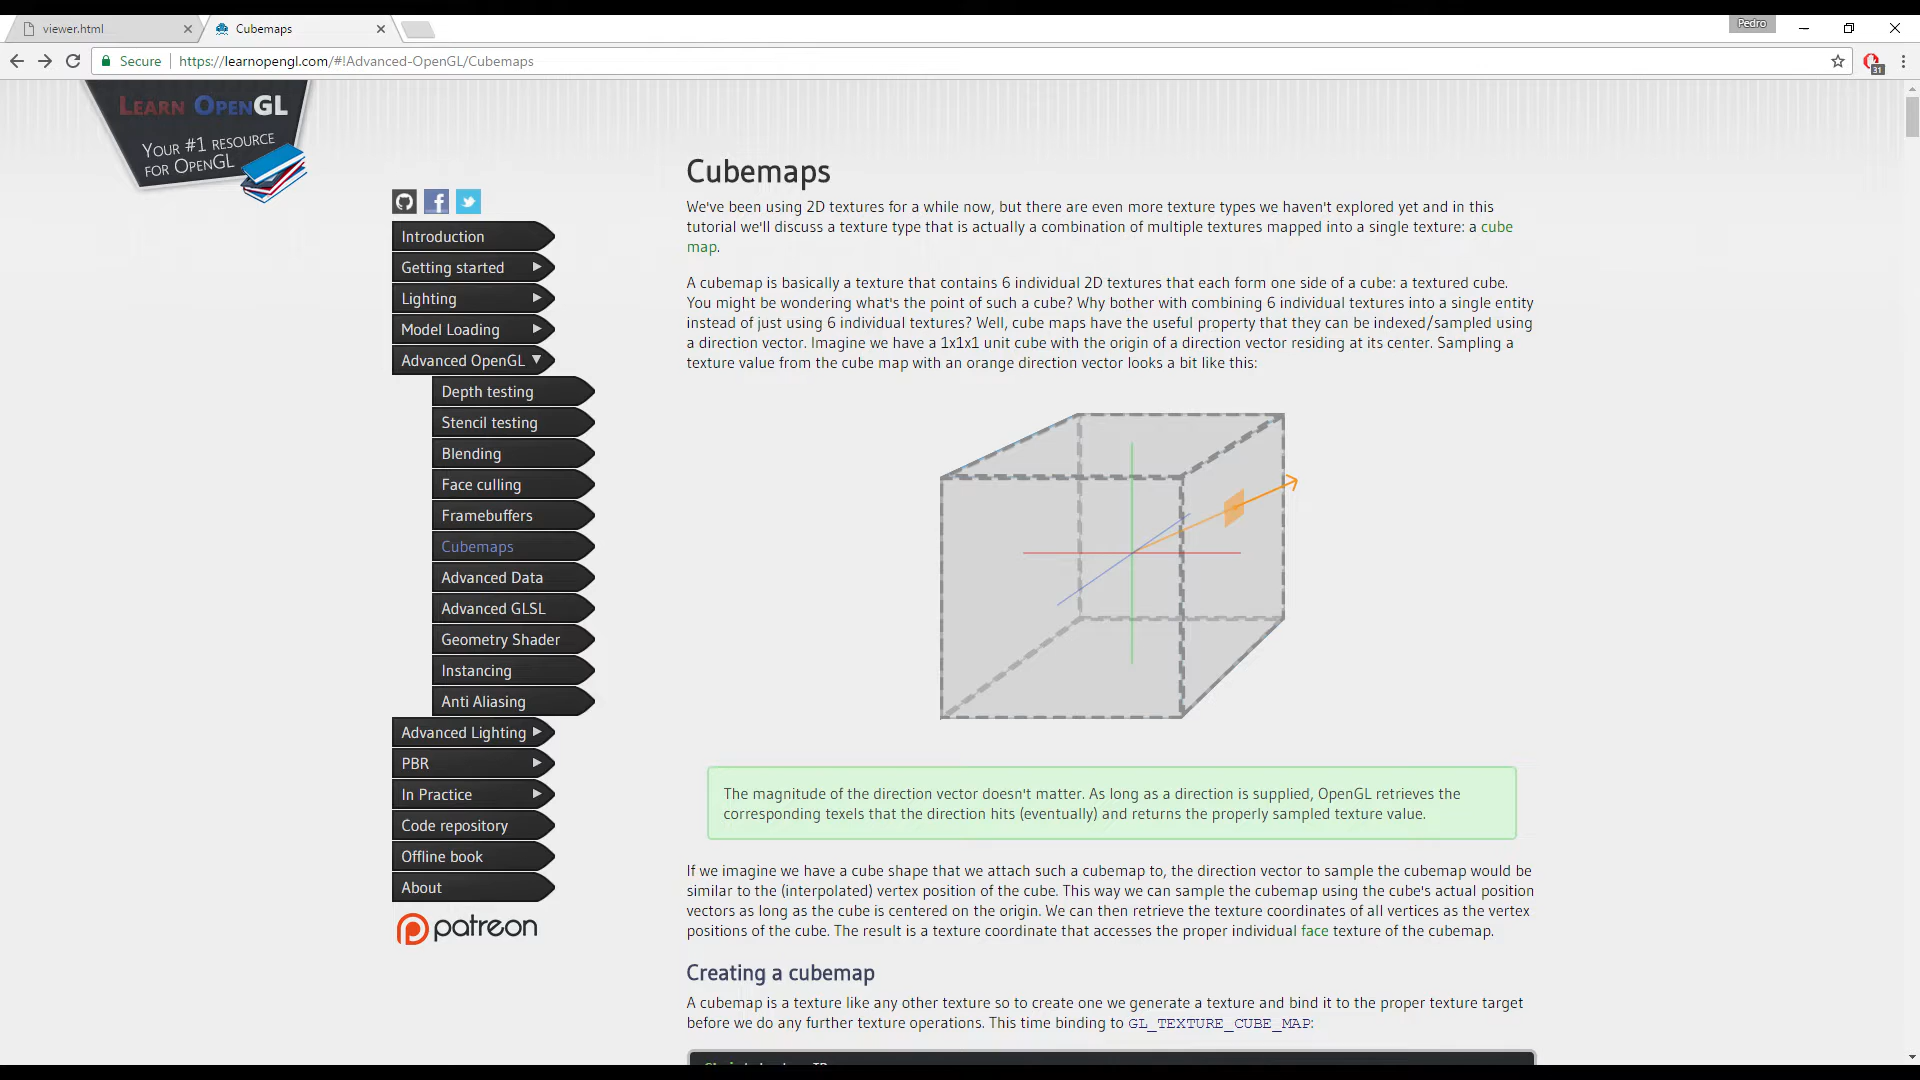 viewer.html
Cubemaps
Pedro
Secure
https://learnopengl.com/#!Advanced-OpenGL/Cubemaps
31
LEARN OPENGL
YOUR #1 RESOURCE
FOR OPENGL
Introduction
Getting started
Lighting
Model Loading
Advanced OpenGL
Depth testing
Stencil testing
Blending
Face culling
Framebuffers
Cubemaps
Advanced Data
Advanced GLSL
Geometry Shader
Instancing
Anti Aliasing
Advanced Lighting
PBR
In Practice
Code repository
Offline book
About
patreon
Cubemaps
We've been using 2D textures for a while now, but there are even more texture types we haven't explored yet and in this
tutorial we'll discuss a texture type that is actually a combination of multiple textures mapped into a single texture: a cube
map.
A cubemap is basically a texture that contains 6 individual 2D textures that each form one side of a cube: a textured cube.
You might be wondering what's the point of such a cube? Why bother with combining 6 individual textures into a single entity
instead of just using 6 individual textures? Well, cube maps have the useful property that they can be indexed/sampled using
a direction vector. Imagine we have a 1x1x1 unit cube with the origin of a direction vector residing at its center. Sampling a
texture value from the cube map with an orange direction vector looks a bit like this:
The magnitude of the direction vector doesn't matter. As long as a direction is supplied, OpenGL retrieves the
corresponding texels that the direction hits (eventually) and returns the properly sampled texture value.
If we imagine we have a cube shape that we attach such a cubemap to, the direction vector to sample the cubemap would be
similar to the (interpolated) vertex position of the cube. This way we can sample the cubemap using the cube's actual position
vectors as long as the cube is centered on the origin. We can then retrieve the texture coordinates of all vertices as the vertex
positions of the cube. The result is a texture coordinate that accesses the proper individual face texture of the cubemap.
Creating a cubemap
A cubemap is a texture like any other texture so to create one we generate a texture and bind it to the proper texture target
before we do any further texture operations. This time binding to GL_TEXTURE_CUBE_MAP: